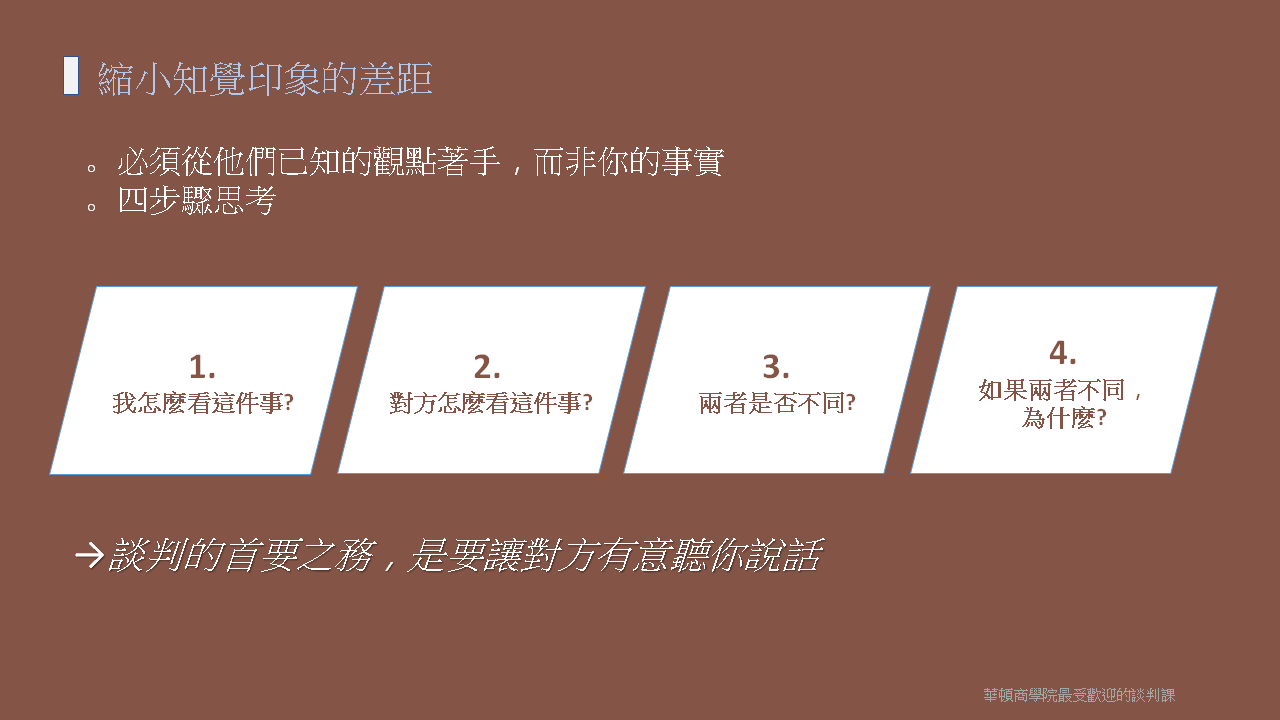 縮小知覺印象的差距
。必須從他們已知的觀點著手，而非你的事實
。四步驟思考
1.
我怎麼看這件事?
2.
對方怎麼看這件事?
3.
兩者是否不同?
4.
如果兩者不同，
為什麼?
→談判的首要之務，是要讓對方有意聽你說話
華頓商學院最受歡迎的談判課